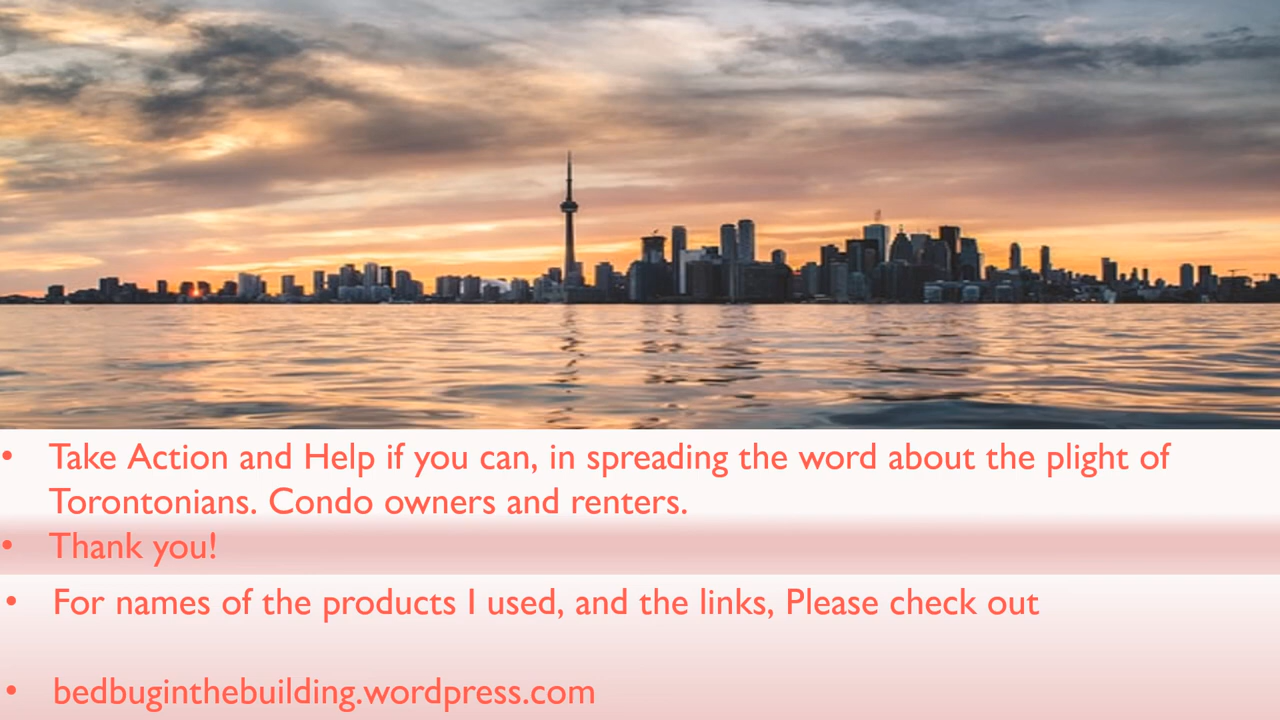 • Take Action and Help if you can, in spreading the word about the plight of
Torontonians. Condo owners and renters.
• Thank you!
• For names of the products I used, and the links, Please check out
• bedbuginthebuilding.wordpress.com